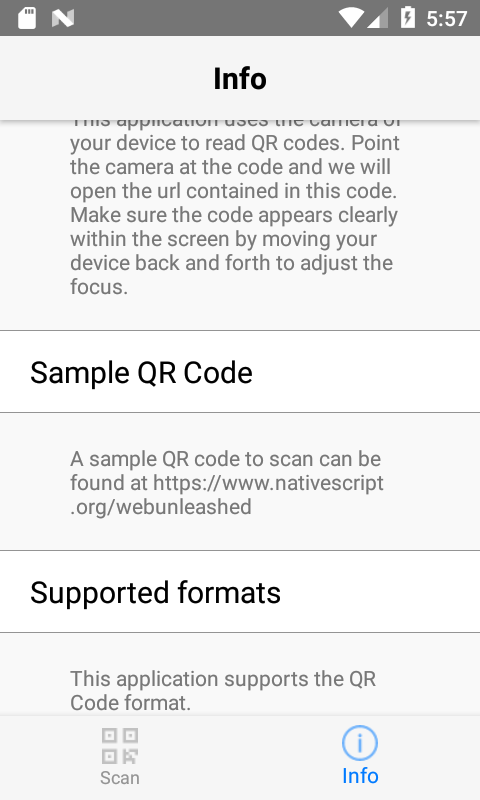 5:57
Info
This application uses the camera of
your device to read QR codes. Point
the camera at the code and we will
open the url contained in this code.
Make sure the code appears clearly
within the screen by moving your
device back and forth to adjust the
focus.
Sample QR Code
A sample QR code to scan can be
found at https://www.nativescript
.org/webunleashed
Supported formats
This application supports the QR
Code format.
Scan
Info